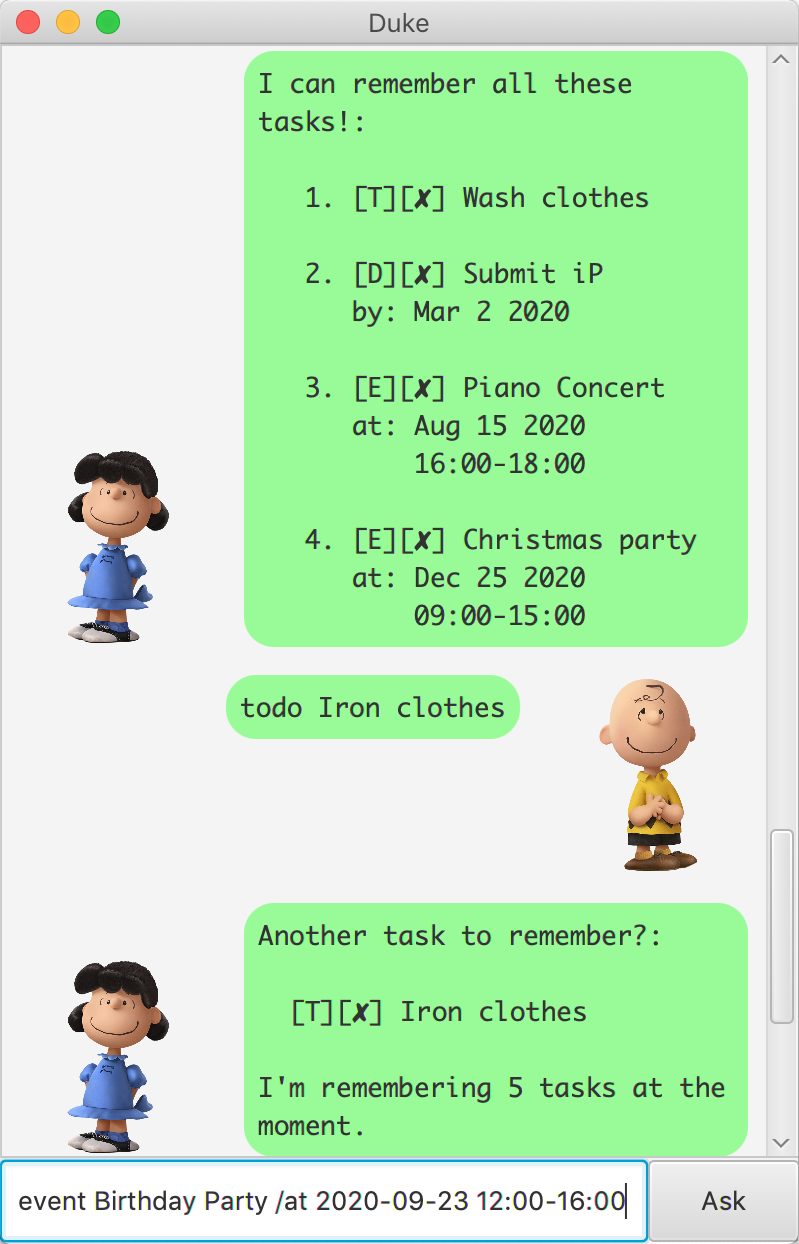 Duke
I can remember all these
tasks!:
1. [T][✘] Wash clothes
2. [D][✘] Submit iP
by: Mar 2 2020
3. [E][✘] Piano Concert
at: Aug 15 2020
16:00-18:00
4. [E][✘] Christmas party
at: Dec 25 2020
09:00-15:00
todo Iron clothes
Another task to remember?:
[T][✘] Iron clothes
I'm remembering 5 tasks at the
moment.
event Birthday Party /at 2020-09-23 12:00-16:00
Ask